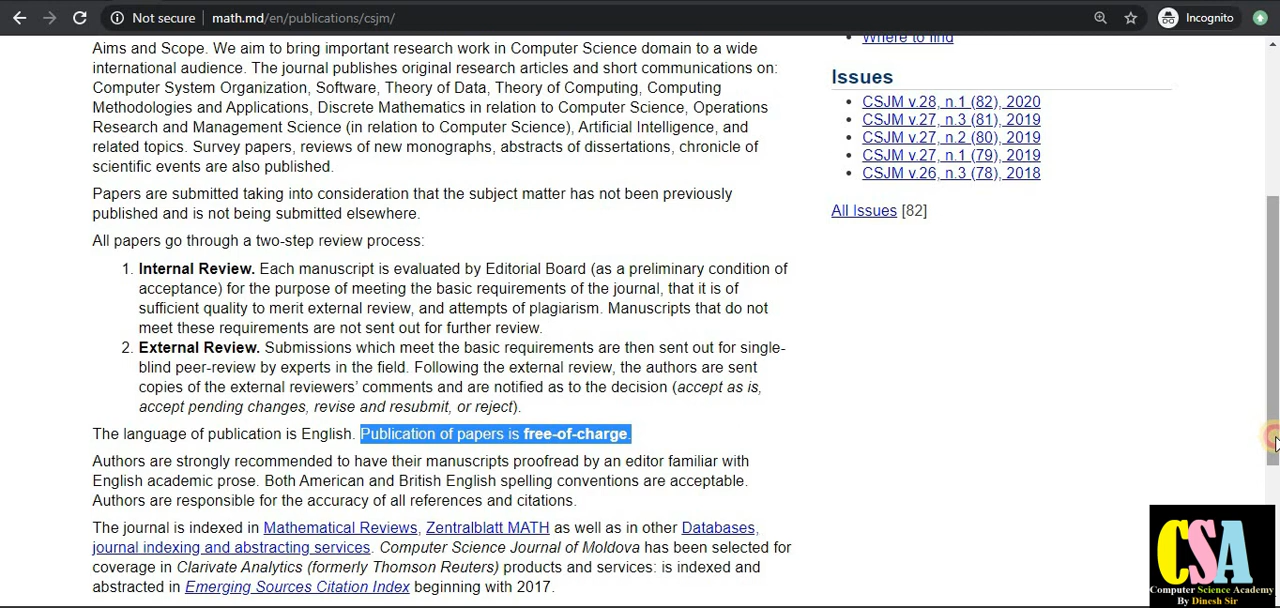 Not secure
math.md/en/publications/csjm/
Incognito
Aims and Scope. We aim to bring important research work in Computer Science domain to a wide
international audience. The journal publishes original research articles and short communications on:
Computer System Organization, Software, Theory of Data, Theory of Computing, Computing
Methodologies and Applications, Discrete Mathematics in relation to Computer Science, Operations
Research and Management Science (in relation to Computer Science), Artificial Intelligence, and
related topics. Survey papers, reviews of new monographs, abstracts of dissertations, chronicle of
scientific events are also published.
Papers are submitted taking into consideration that the subject matter has not been previously
published and is not being submitted elsewhere.
All papers go through a two-step review process:
1. Internal Review. Each manuscript is evaluated by Editorial Board (as a preliminary condition of
acceptance) for the purpose of meeting the basic requirements of the journal, that it is of
sufficient quality to merit external review, and attempts of plagiarism. Manuscripts that do not
meet these requirements are not sent out for further review.
2. External Review. Submissions which meet the basic requirements are then sent out for single-
blind peer-review by experts in the field. Following the external review, the authors are sent
copies of the external reviewers' comments and are notified as to the decision (accept as is,
accept pending changes, revise and resubmit, or reject).
The language of publication is English. Publication of papers is free-of-charge.
Authors are strongly recommended to have their manuscripts proofread by an editor familiar with
English academic prose. Both American and British English spelling conventions are acceptable.
Authors are responsible for the accuracy of all references and citations.
The journal is indexed in Mathematical Reviews, Zentralblatt MATH as well as in other Databases,
journal indexing and abstracting services. Computer Science Journal of Moldova has been selected for
coverage in Clarivate Analytics (formerly Thomson Reuters) products and services: is indexed and
abstracted in Emerging Sources Citation Index beginning with 2017.
Where to find
Issues
CSJM v.28, n.1 (82), 2020
CSJM v.27, n.3 (81), 2019
CSJM v.27, n.2 (80), 2019
CSJM v.27, n.1 (79), 2019
CSJM v.26, n.3 (78), 2018
All Issues [82]
CSA
Computer Science Academy
By Dinesh Sir